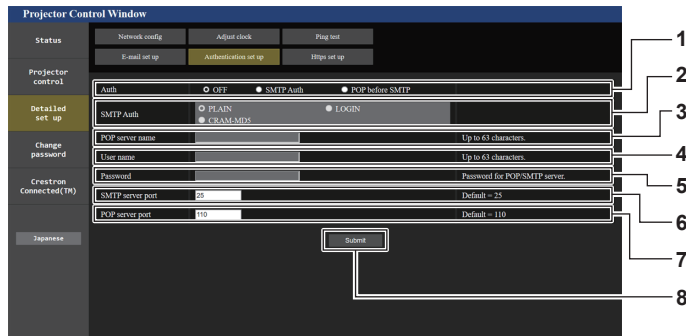 Projector Control Window
Status
Network config
Adjust clock
Ping test
E-mail set up
Authentication set up
Https set up
Projector
control
Detailed
set up
Change
password
Crestron
Connected(TM)
Japanese
Auth OFF SMTP Auth POP before SMTP
1
SMTP Auth PLAIN LOGIN
CRAM-MD5
2
POP server name Up to 63 characters.
3
User name Up to 63 characters.
4
Password Password for POP/SMTP server.
5
SMTP server port 25 Default = 25
6
POP server port 110 Default = 110
7
Submit
8